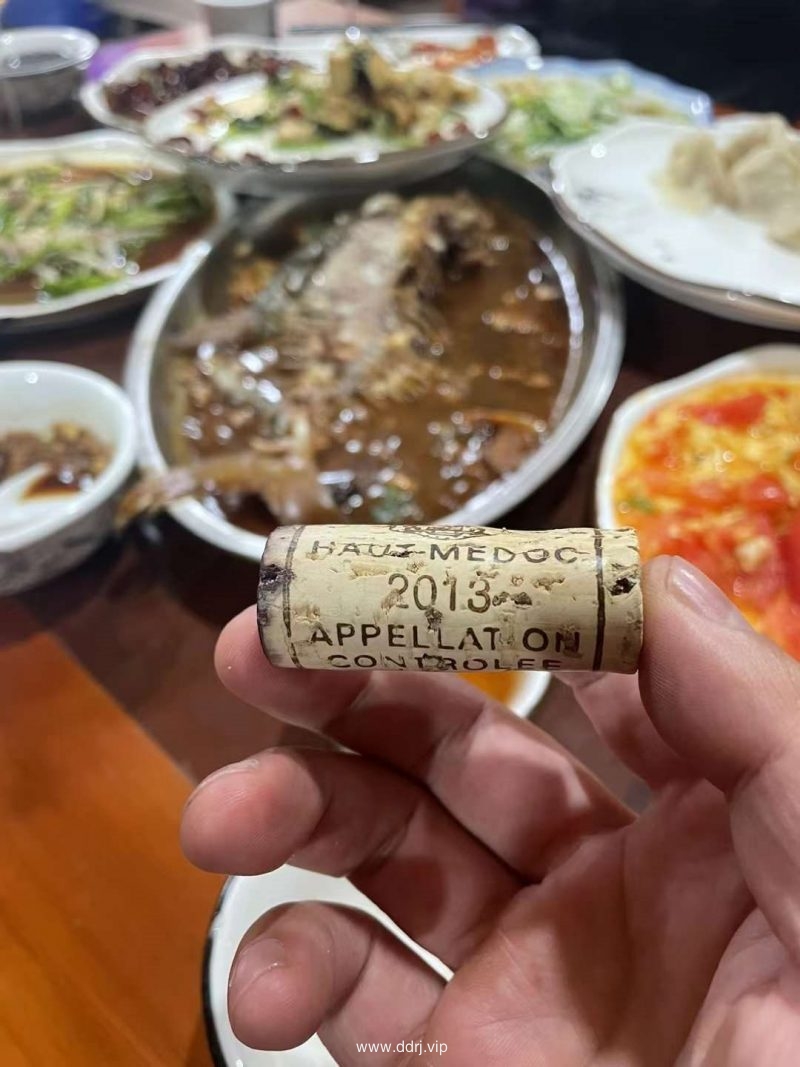 HAUT-MEDOC
2013
APPELLATION
CONTROLEE
www.ddrj.vip